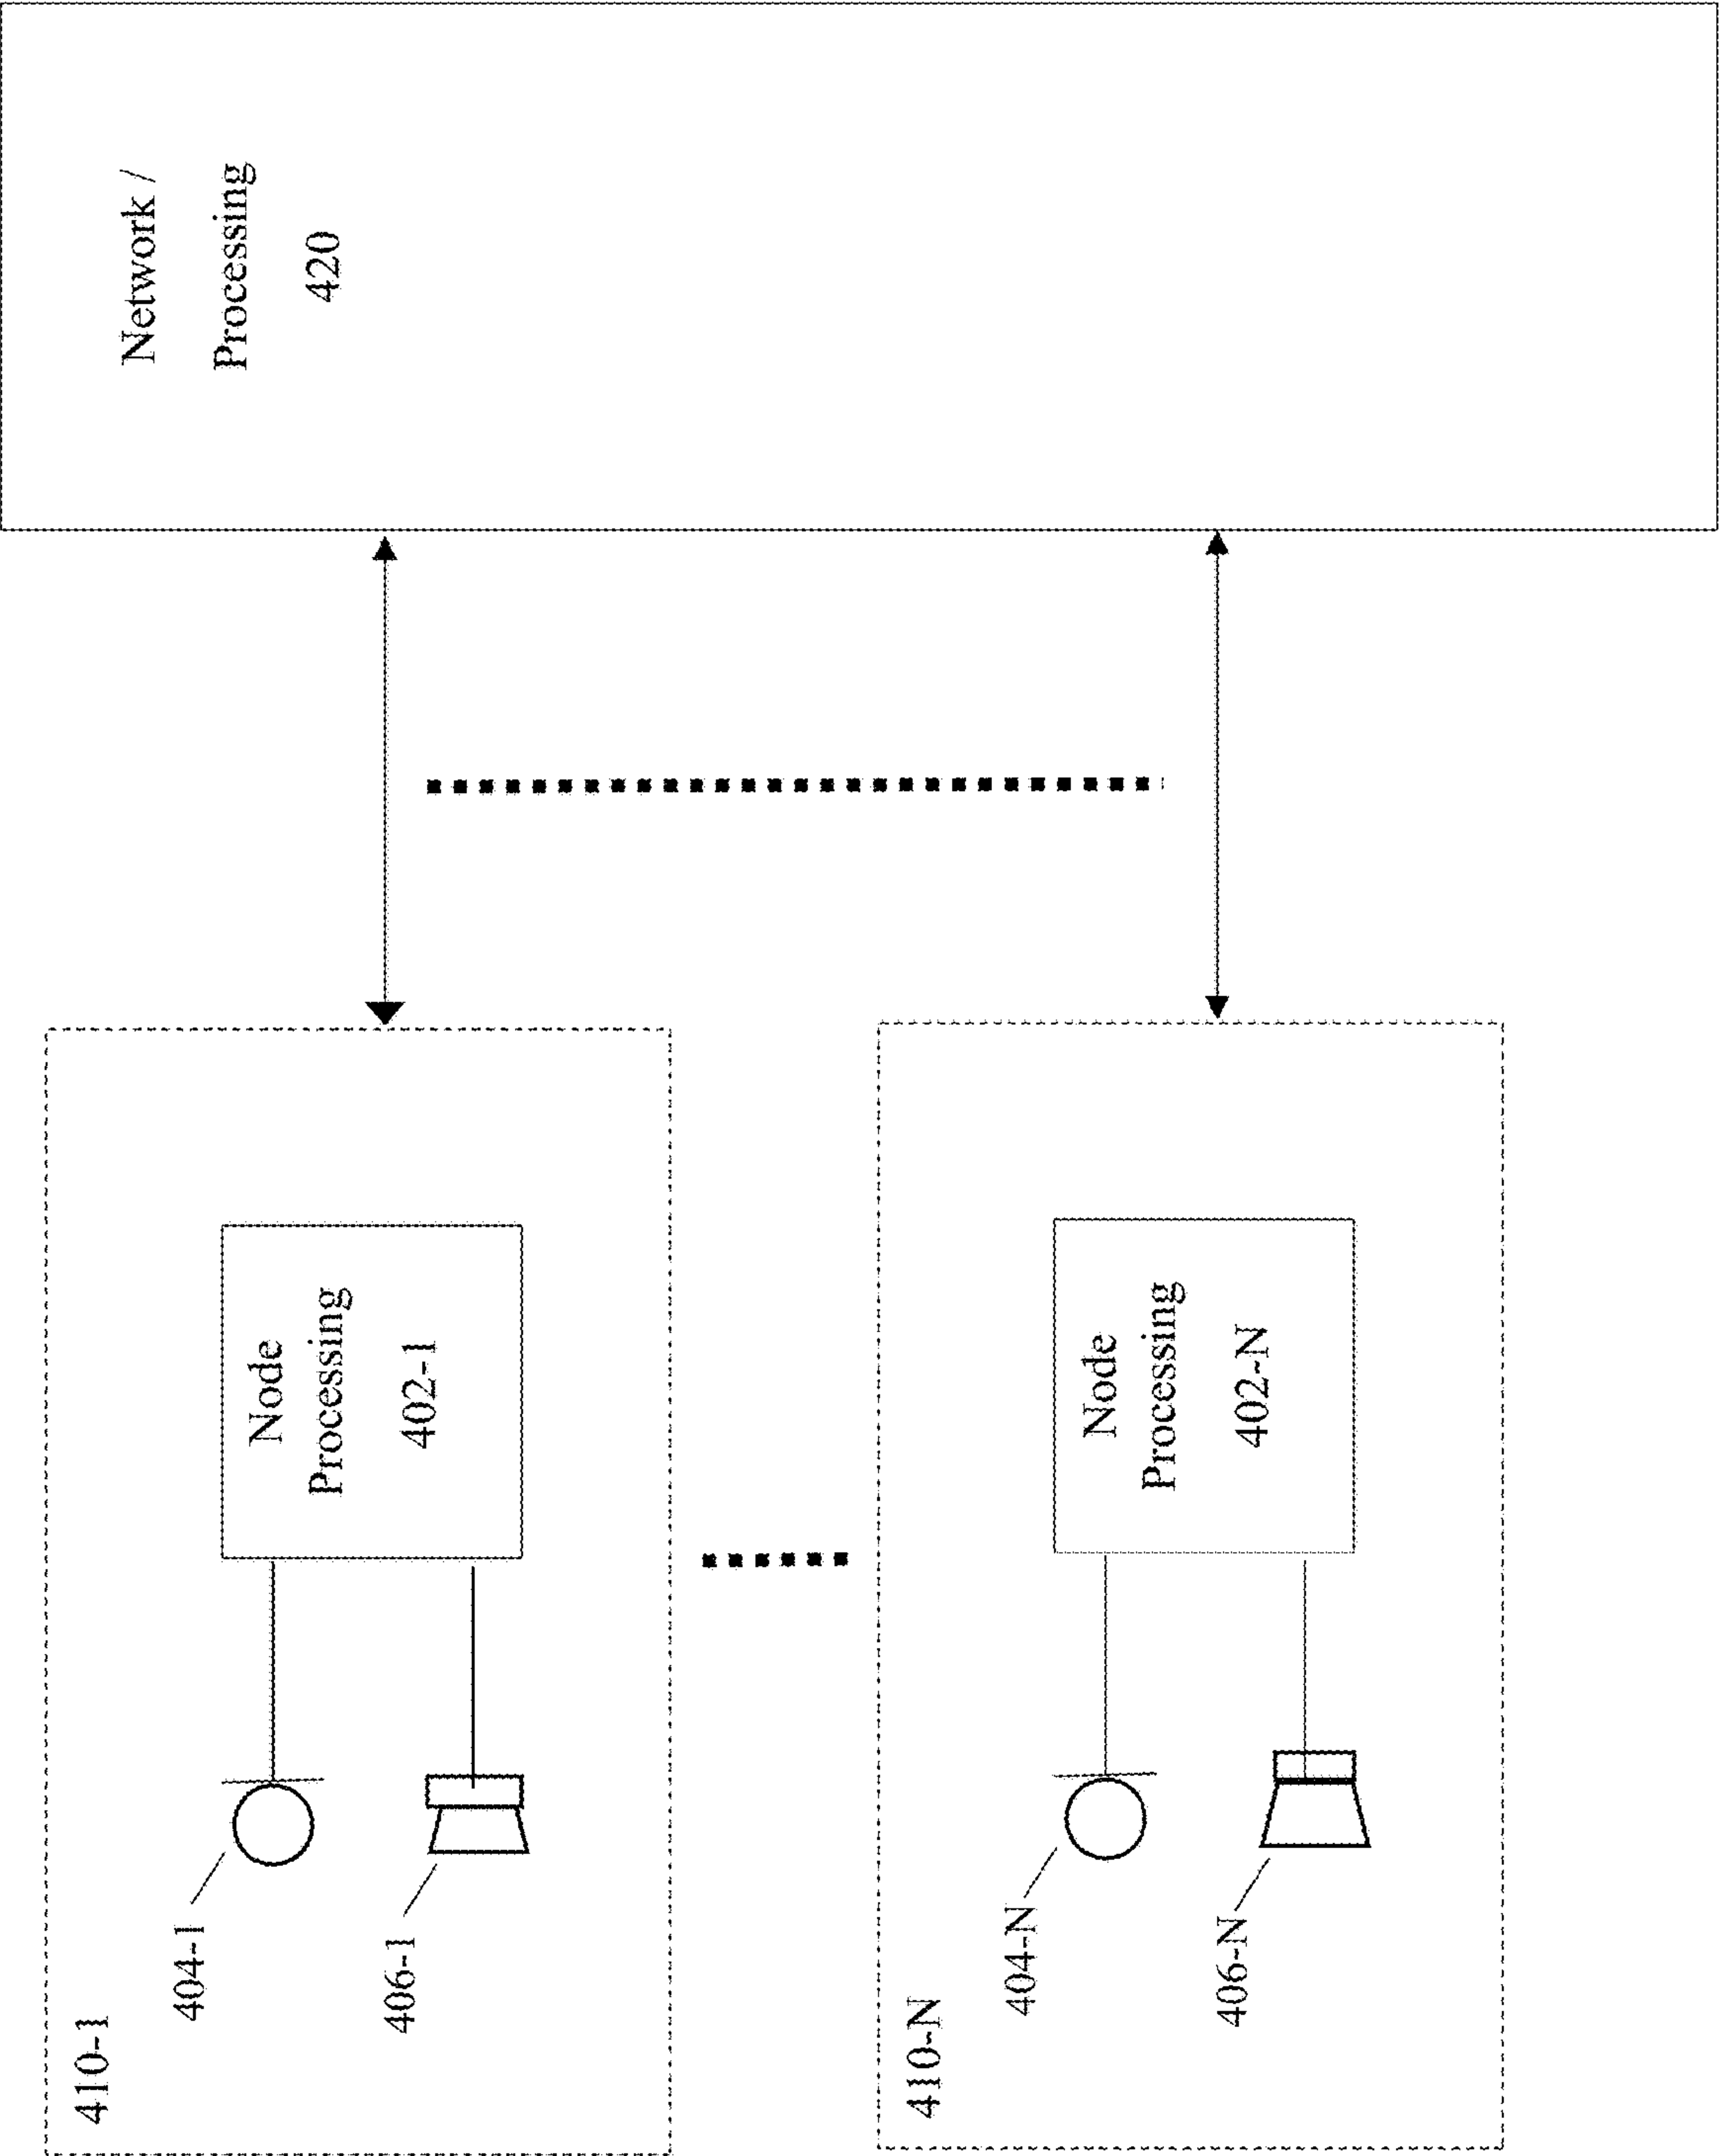 410-1
404-1
406-1
Node
Processing
402-1
Network /
Processing
420
410-N
404-N
406-N
Node
Processing
402-N